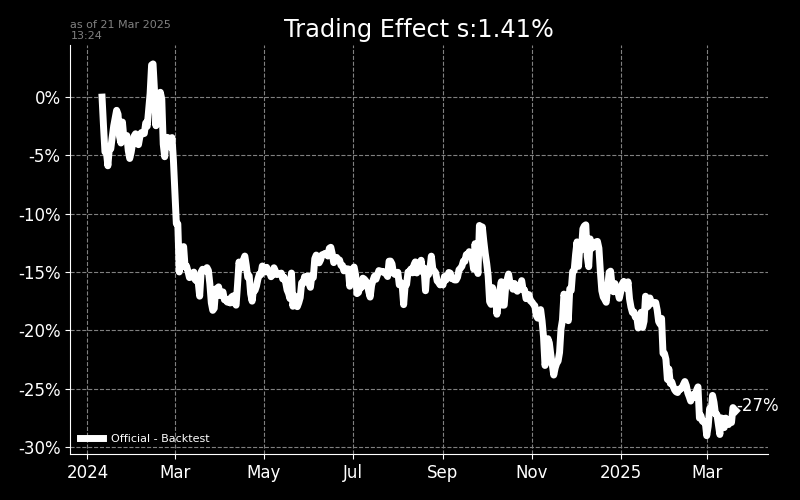 as of 21 Mar 2025
13:24
Trading Effect s:1.41%
0%
-5%
-10%
-15%
-20%
-25%
-30%
-27%
Official - Backtest
2024 Mar May Jul Sep Nov 2025 Mar